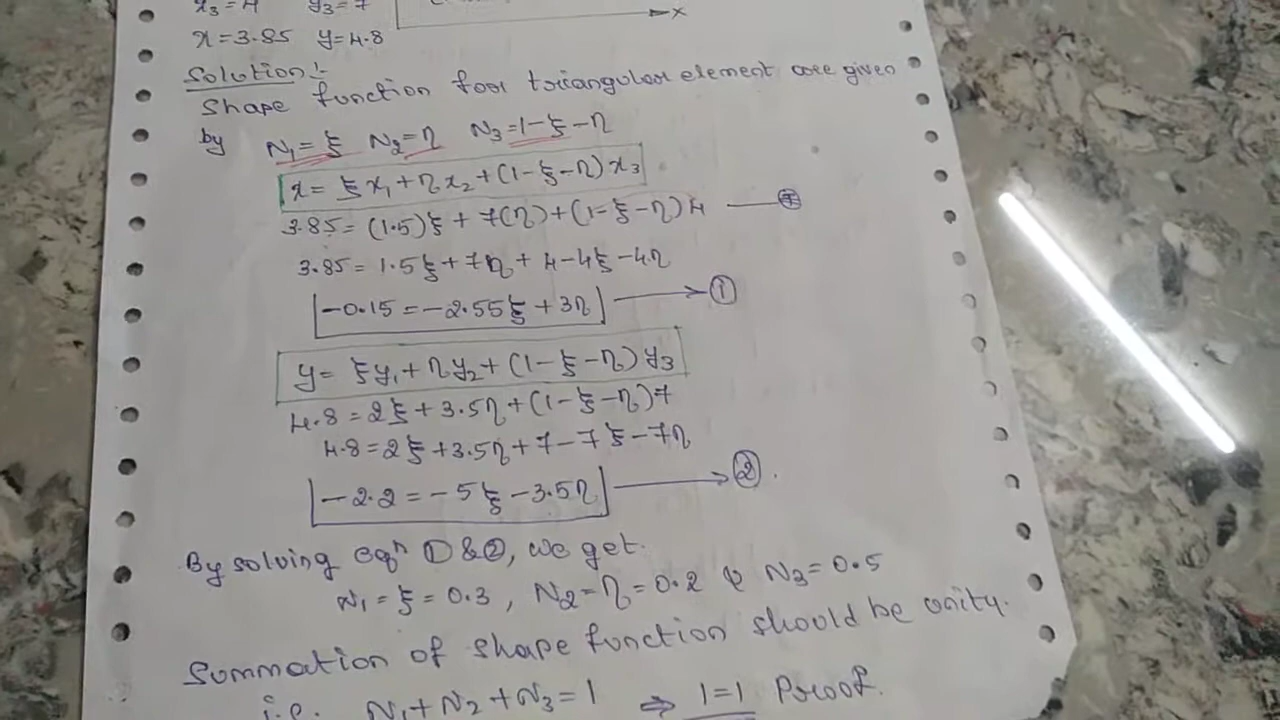 x₃=4 y₃=7
x
x=3.85 y=4.8
Solution:-
Shape function for triangular element are given
by N₁=ξ N₂=η N₃=1-ξ-η
x= ξx₁+ηx₂+(1-ξ-η)x₃
3.85=(1.5)ξ+7(η)+(1-ξ-η)4
3.85=1.5ξ+7η+4-4ξ-4η
-0.15=-2.55ξ+3η → ①
y= ξy₁+ηy₂+(1-ξ-η)y₃
4.8=2ξ+3.5η+(1-ξ-η)7
4.8=2ξ+3.5η+7-7ξ-7η
-2.2=-5ξ-3.5η → ②.
By solving eqⁿ ①&②, we get.
N₁=ξ=0.3, N₂=η=0.2 & N₃=0.5
Summation of shape function should be unity.
i.e. N₁+N₂+N₃=1 ⇒ 1=1 Proof.